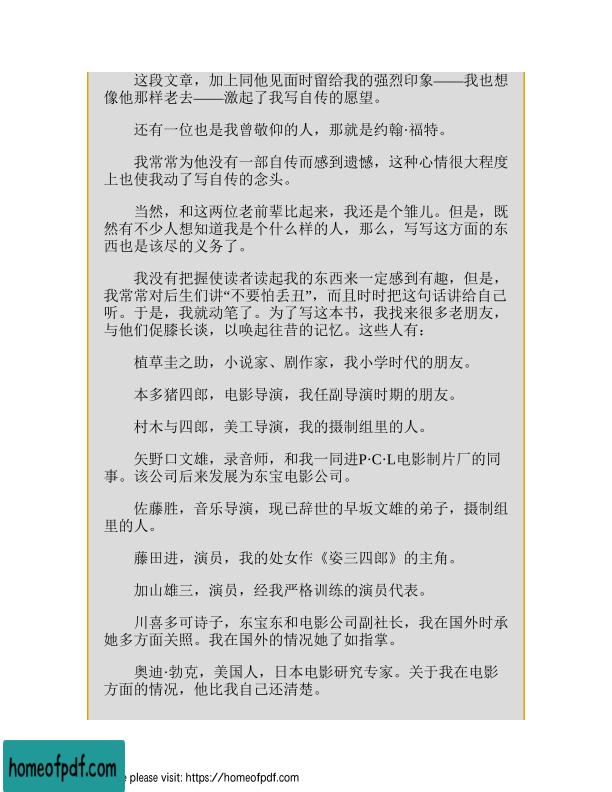 这段文章，加上同他见面时留给我的强烈印象——我也想
像他那样老去——激起了我写自传的愿望。
还有一位也是我曾敬仰的人，那就是约翰·福特。
我常常为他没有一部自传而感到遗憾，这种心情很大程度
上也使我动了写自传的念头。
当然，和这两位老前辈比起来，我还是个雏儿。但是，既
然有不少人想知道我是个什么样的人，那么，写写这方面的东
西也是该尽的义务了。
我没有把握使读者读起我的东西来一定感到有趣，但是，
我常常对后生们讲“不要怕丢丑”，而且时时把这句话讲给自己
听。于是，我就动笔了。为了写这本书，我找来很多老朋友，
与他们促膝长谈，以唤起往昔的记忆。这些人有：
植草圭之助，小说家、剧作家，我小学时代的朋友。
本多猪四郎，电影导演，我任副导演时期的朋友。
村木与四郎，美工导演，我的摄制组里的人。
矢野口文雄，录音师，和我一同进P·C·L电影制片厂的同
事。该公司后来发展为东宝电影公司。
佐藤胜，音乐导演，现已辞世的早坂文雄的弟子，摄制组
里的人。
藤田进，演员，我的处女作《姿三四郎》的主角。
加山雄三，演员，经我严格训练的演员代表。
川喜多可诗子，东宝东和电影公司副社长，我在国外时承
她多方面关照。我在国外的情况她了如指掌。
奥迪·勃克，美国人，日本电影研究专家。关于我在电影
方面的情况，他比我自己还清楚。
homeofpdf.com
please visit: https://homeofpdf.com